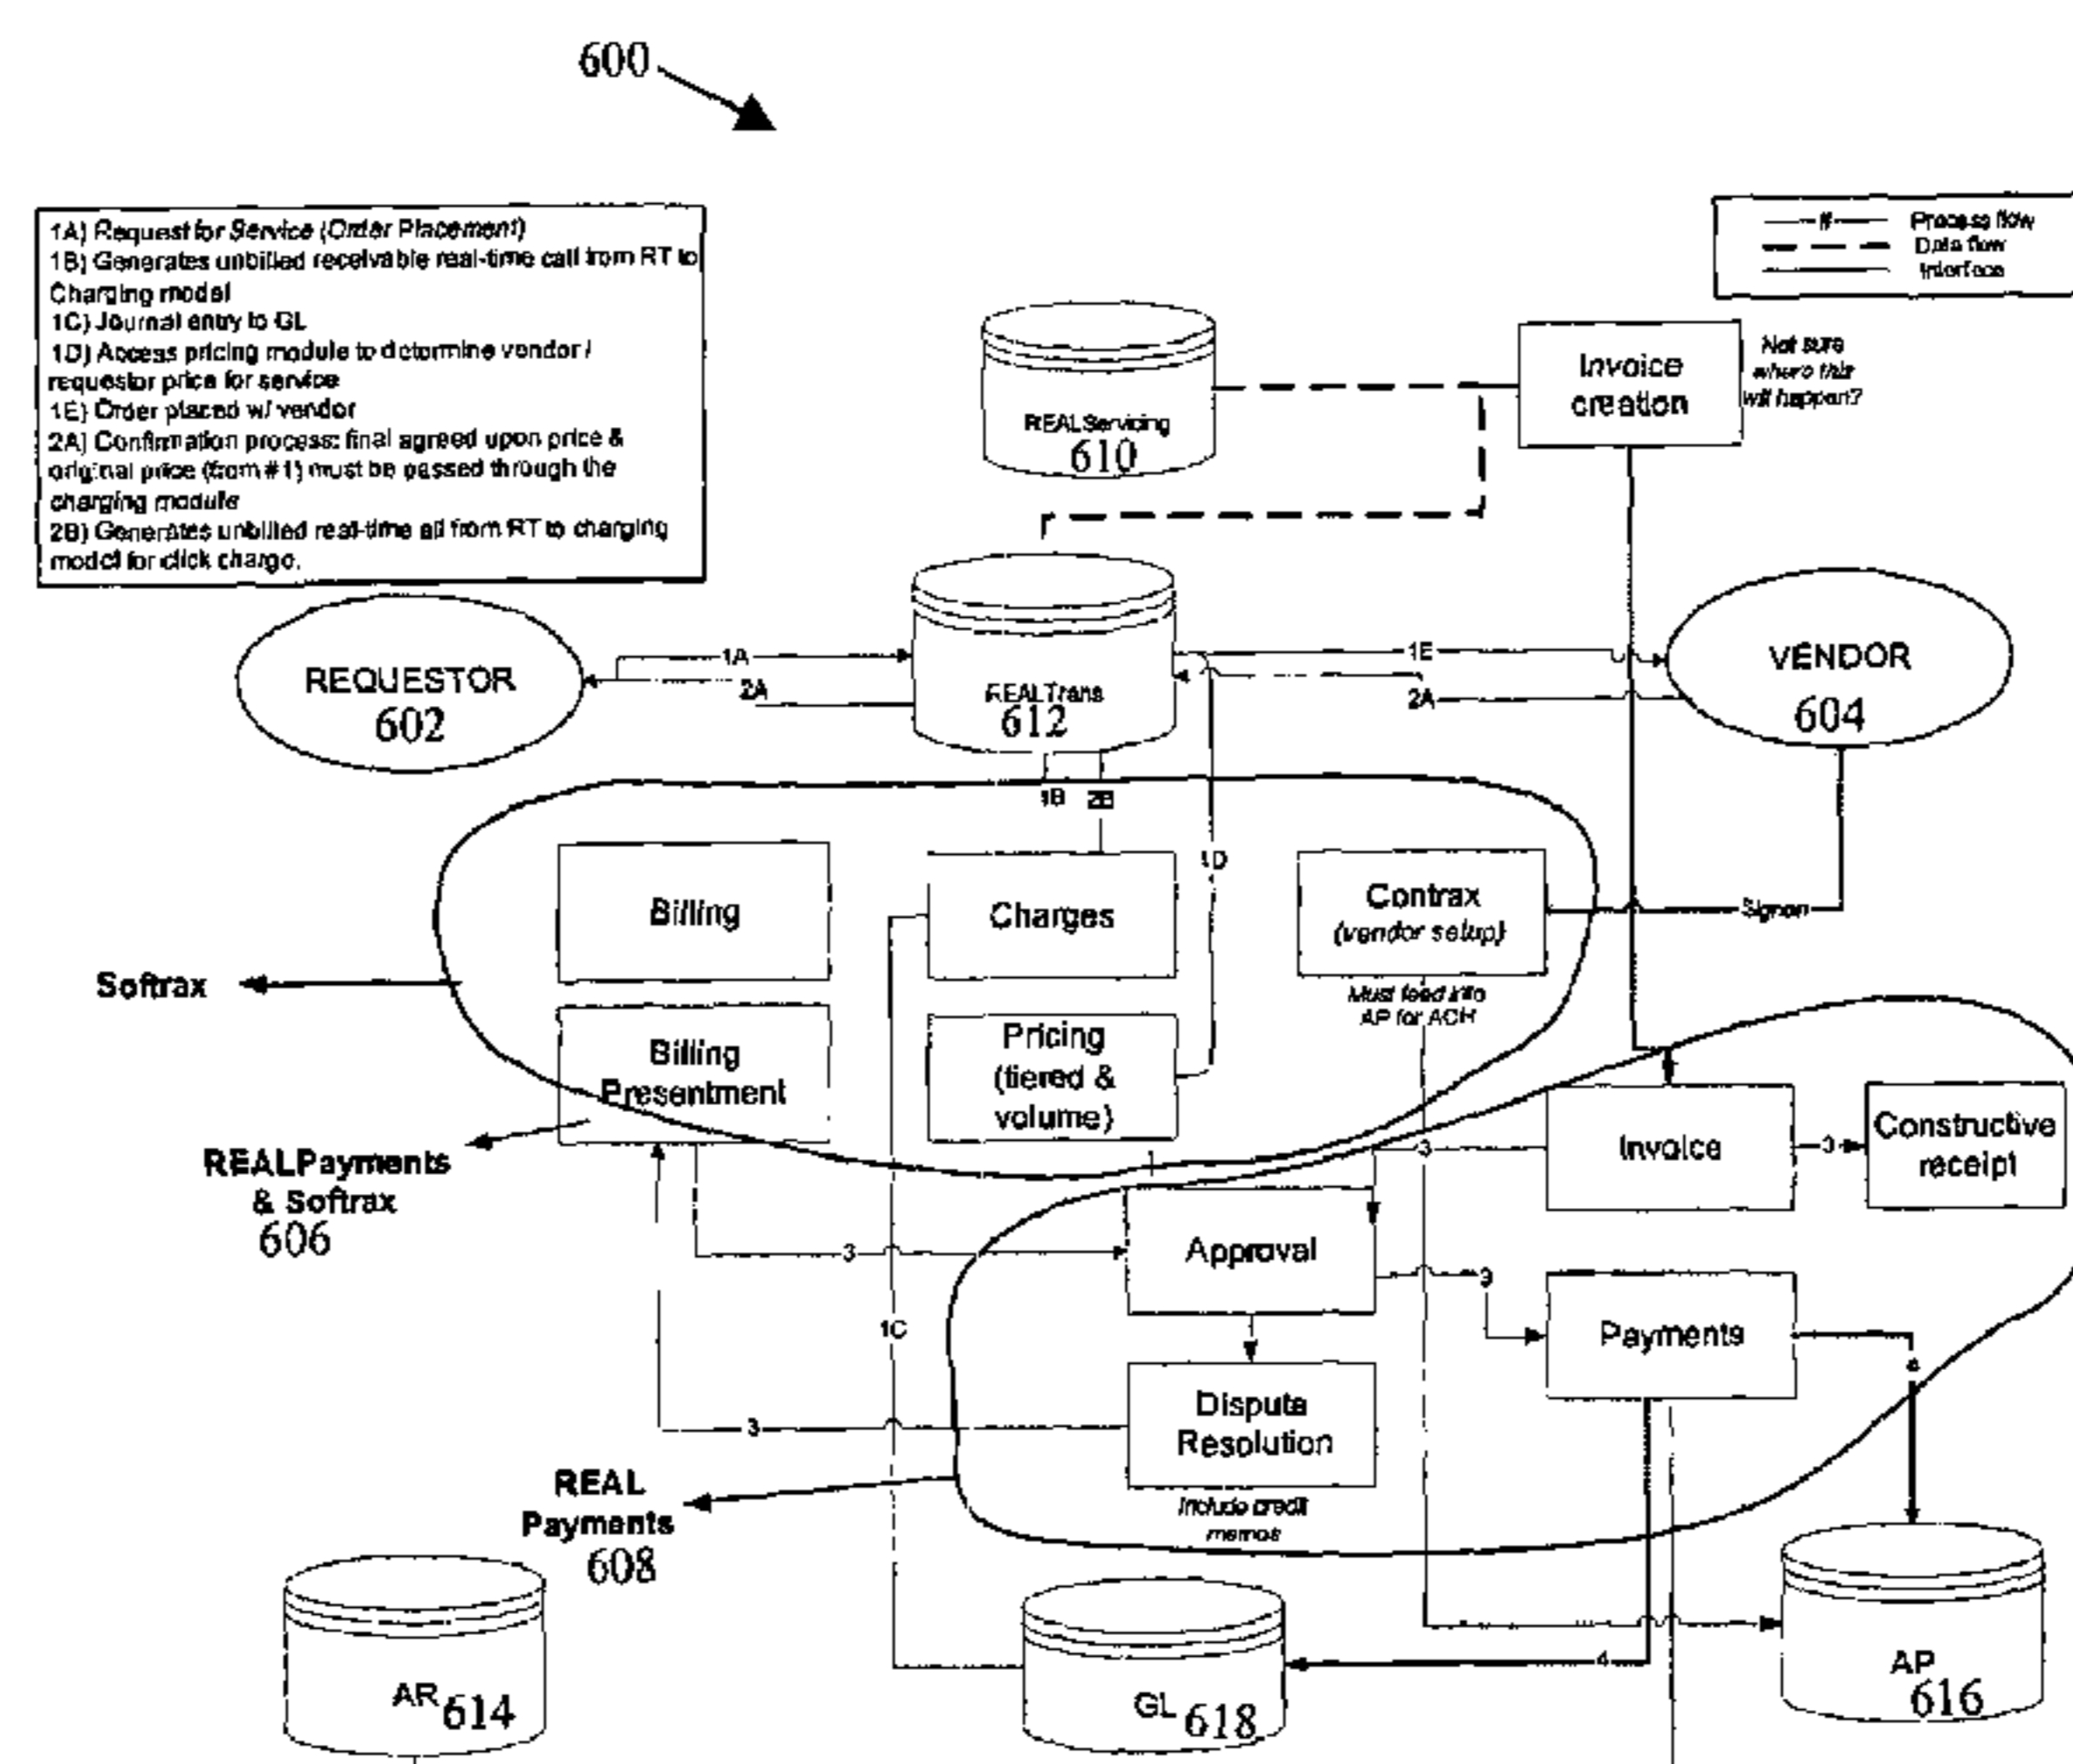 600
1A) Request for Service (Order Placement)
1B) Generates unbilled receivable real-time call from RT to
Charging model
1C) Journal entry to GL
1D) Access pricing module to determine vendor /
requestor price for service
1E) Order placed w/ vendor
2A) Confirmation process: final agreed upon price &
original price (from #1) must be passed through the
charging module
2B) Generates unbilled real-time all from RT to charging
model for click charge.
# Process flow
Data flow
Interface
REALServicing
610
Invoice
creation
Not sure
where this
will happen?
REQUESTOR
602
1A
2A
REALTrans
612
1E
2A
VENDOR
604
1B 2B
1D
Billing
Charges
Contrax
(vendor setup)
Signon
Must feed into
AP for ACH
Softrax
Billing
Presentment
Pricing
(tiered &
volume)
REALPayments
& Softrax
606
Invoice
3
Constructive
receipt
3
Approval
3
3
1C
Payments
4
Dispute
Resolution
3
Include credit
memos
REAL
Payments
608
AR 614
GL 618
4
AP
616